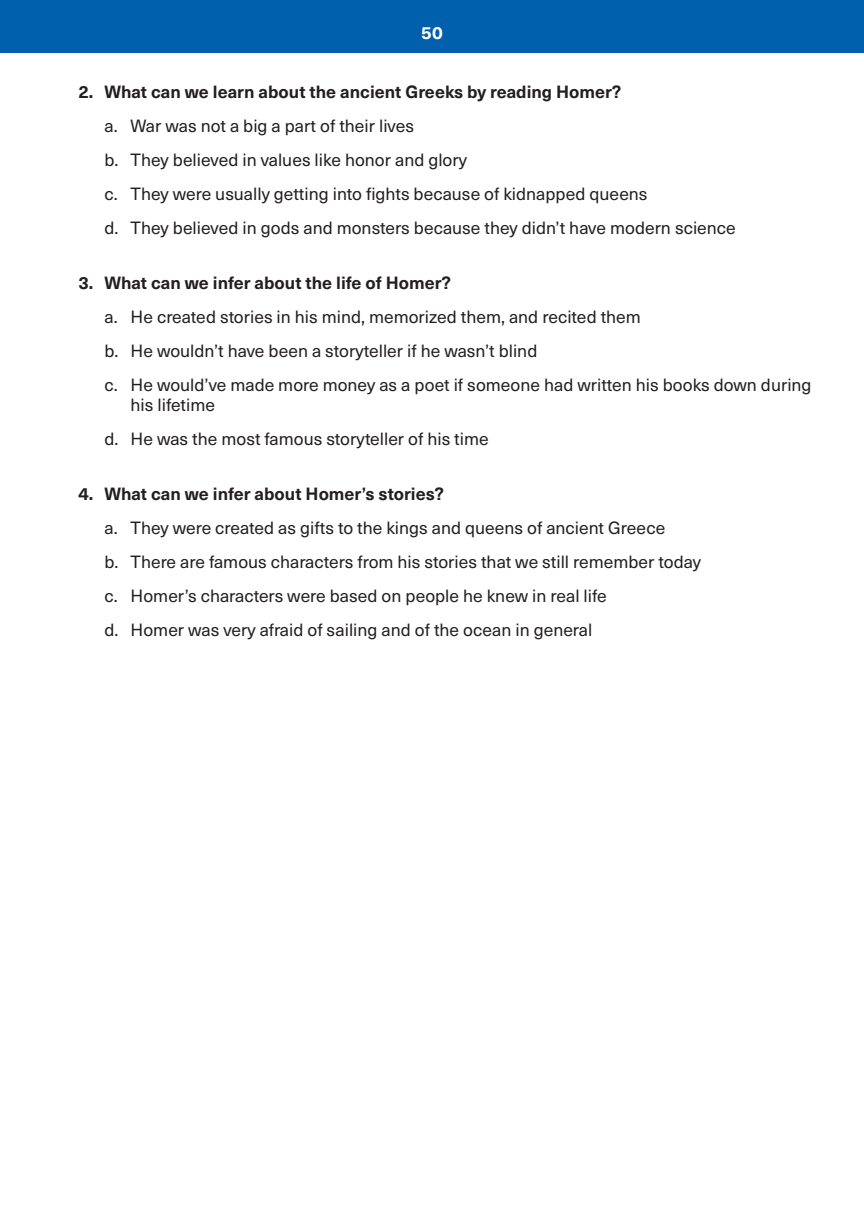 50
2. What can we learn about the ancient Greeks by reading Homer?
a. War was not a big a part of their lives
b. They believed in values like honor and glory
c. They were usually getting into fights because of kidnapped queens
d. They believed in gods and monsters because they didn’t have modern science
3. What can we infer about the life of Homer?
a. He created stories in his mind, memorized them, and recited them
b. He wouldn’t have been a storyteller if he wasn’t blind
c. He would’ve made more money as a poet if someone had written his books down during
his lifetime
d. He was the most famous storyteller of his time
4. What can we infer about Homer’s stories?
a. They were created as gifts to the kings and queens of ancient Greece
b. There are famous characters from his stories that we still remember today
c. Homer’s characters were based on people he knew in real life
d. Homer was very afraid of sailing and of the ocean in general